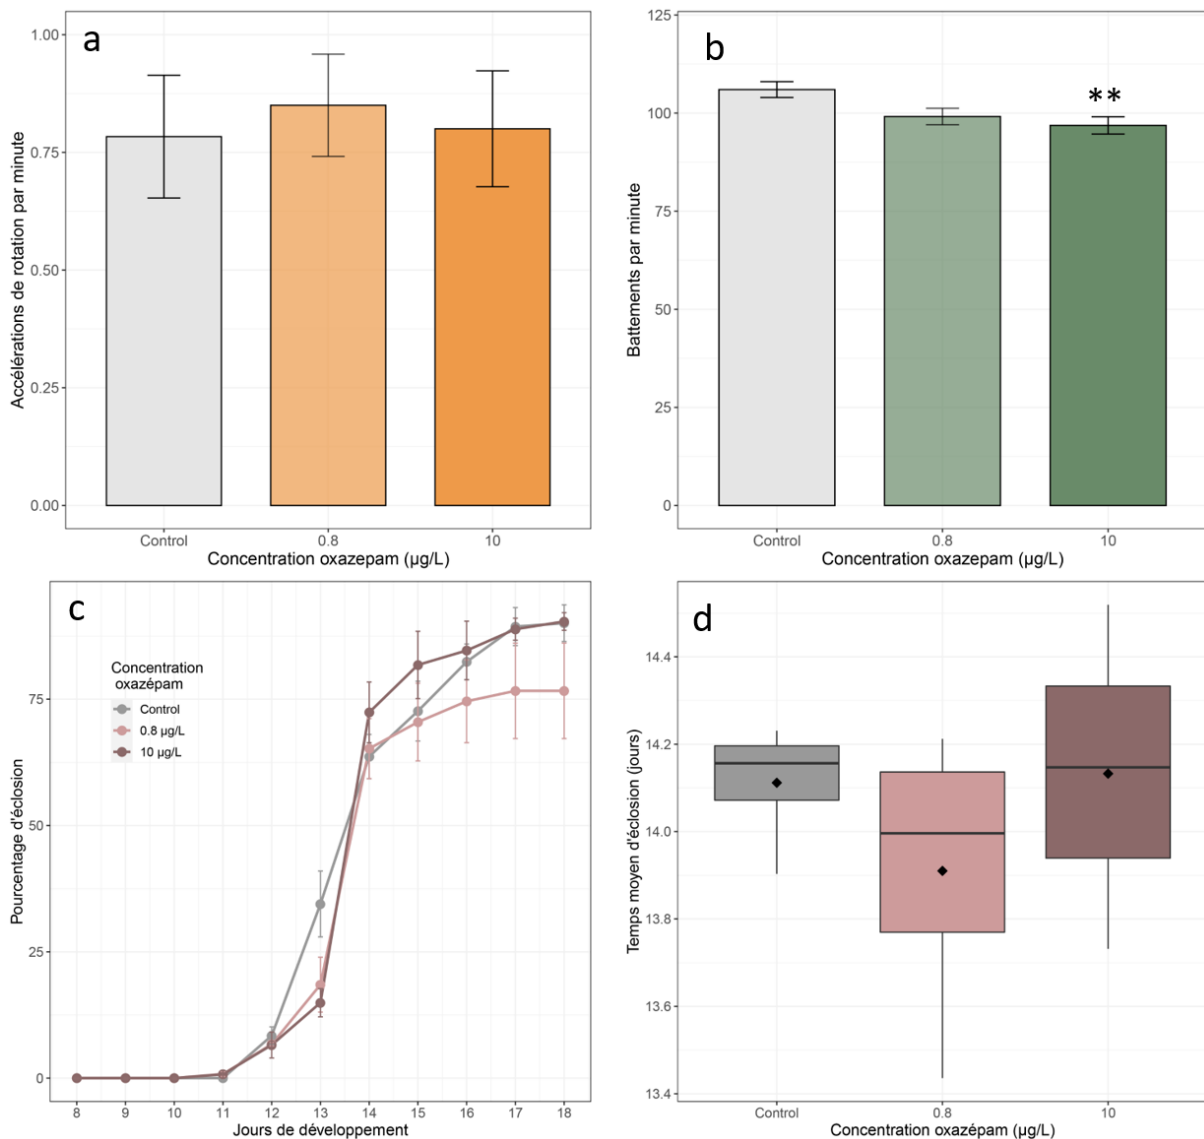 a
1.00
0.75
0.50
0.25
0.00
Accélérations de rotation par minute
Control
0.8
10
Concentration oxazepam (µg/L)
b
**
125
100
75
50
25
0
Battements par minute
Control
0.8
10
Concentration oxazepam (µg/L)
c
Concentration
oxazépam
Control
0.8 µg/L
10 µg/L
75
50
25
0
Pourcentage d'éclosion
8
9
10
11
12
13
14
15
16
17
18
Jours de développement
d
14.4
14.2
14.0
13.8
13.6
13.4
Temps moyen d'éclosion (jours)
Control
0.8
10
Concentration oxazépam (µg/L)